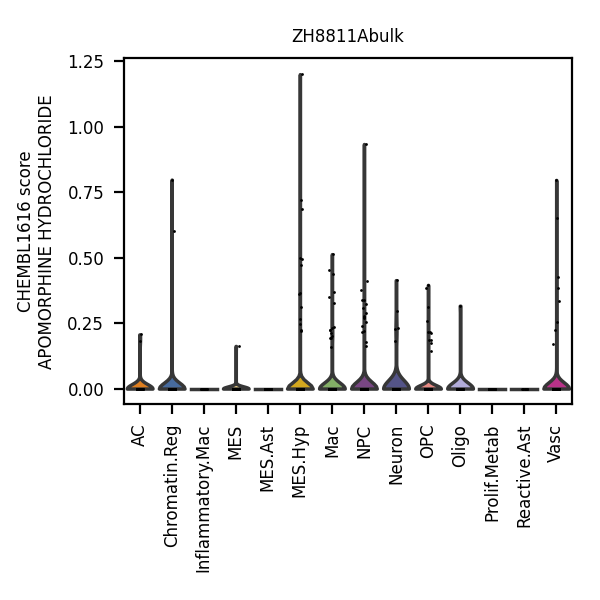 ZH8811Abulk
CHEMBL1616 score
APOMORPHINE HYDROCHLORIDE
1.25
1.00
0.75
0.50
0.25
0.00
AC
Chromatin.Reg
Inflammatory.Mac
MES
MES.Ast
MES.Hyp
Mac
NPC
Neuron
OPC
Oligo
Prolif.Metab
Reactive.Ast
Vasc